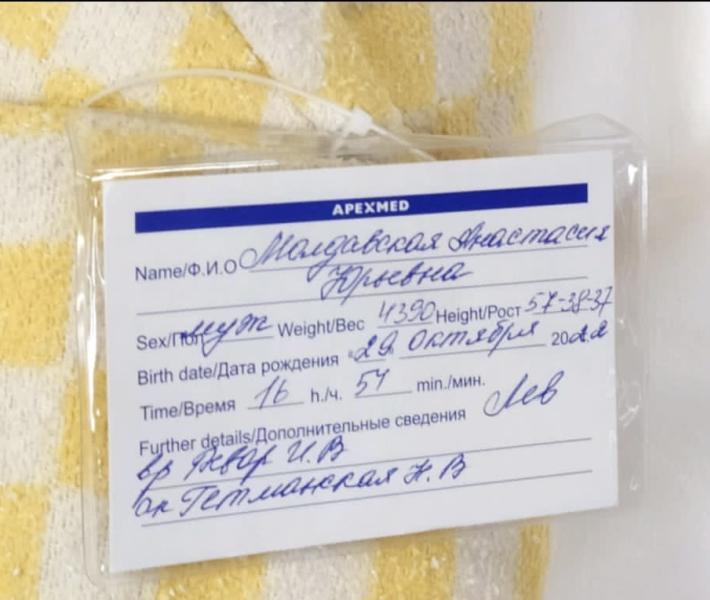 APEXMED
Name/Ф.И.О Молдавская Анастасия
Юрьевна
Sex/Пол муж Weight/Вес 4390 Height/Рост 57-38-37
Birth date/Дата рождения «29» октября 2022
Time/Время 16 h./ч. 57 min./мин.
Further details/Дополнительные сведения Лев
вр И.В
ак Гетманская Н.В